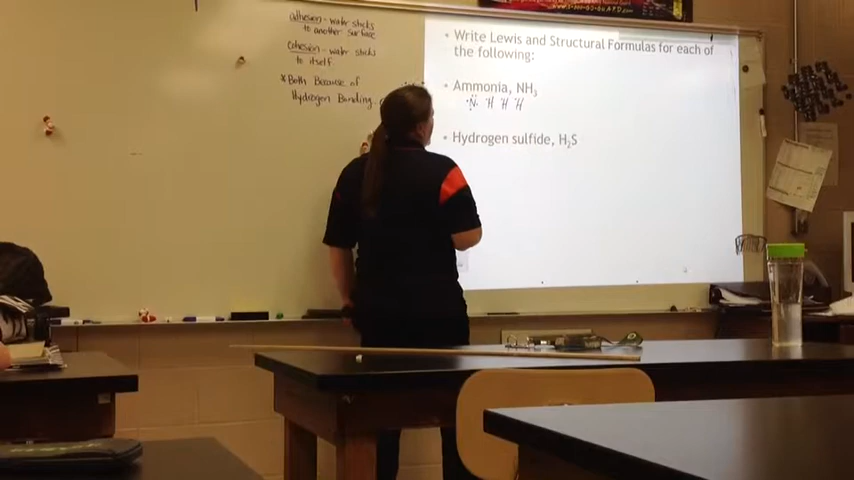 adhesion - water sticks
to another surface
cohesion - water sticks
to itself
* Both Because of
Hydrogen Bonding
• Write Lewis and Structural Formulas for each of
the following:
• Ammonia, NH₃
N H H H
• Hydrogen sulfide, H₂S